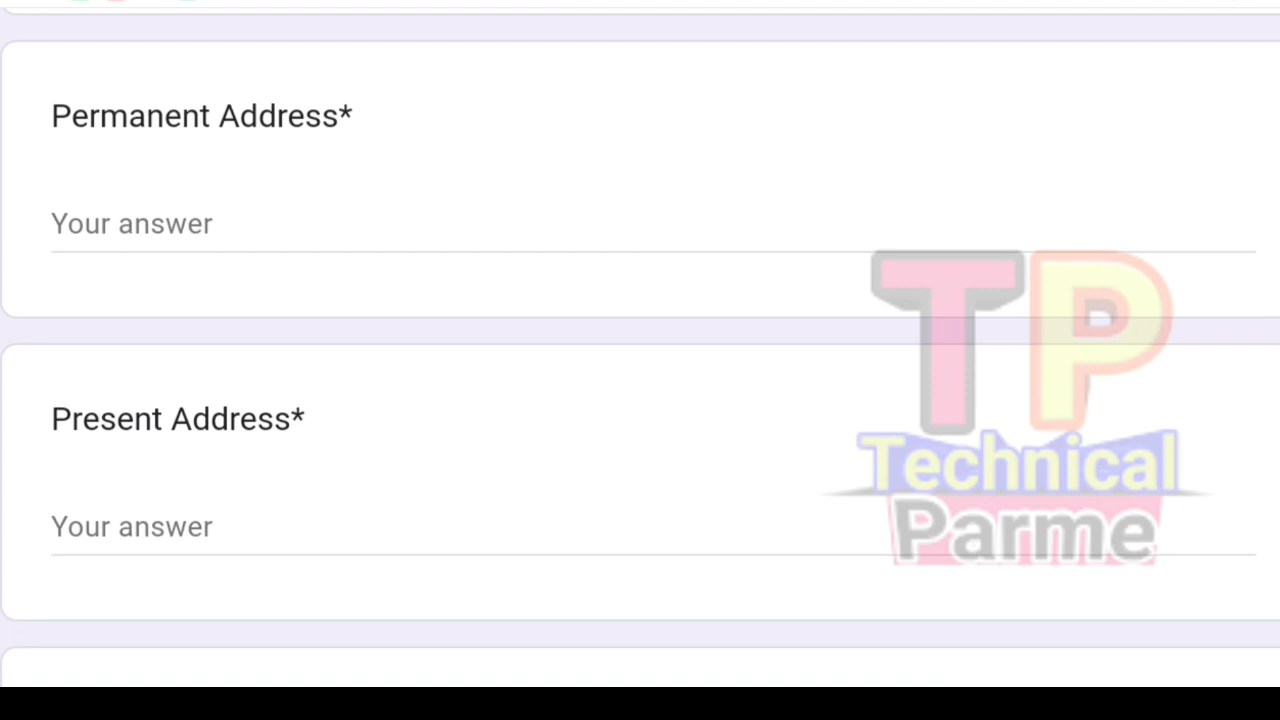 Permanent Address*
Your answer
Present Address*
Your answer
TP
Technical
Parme